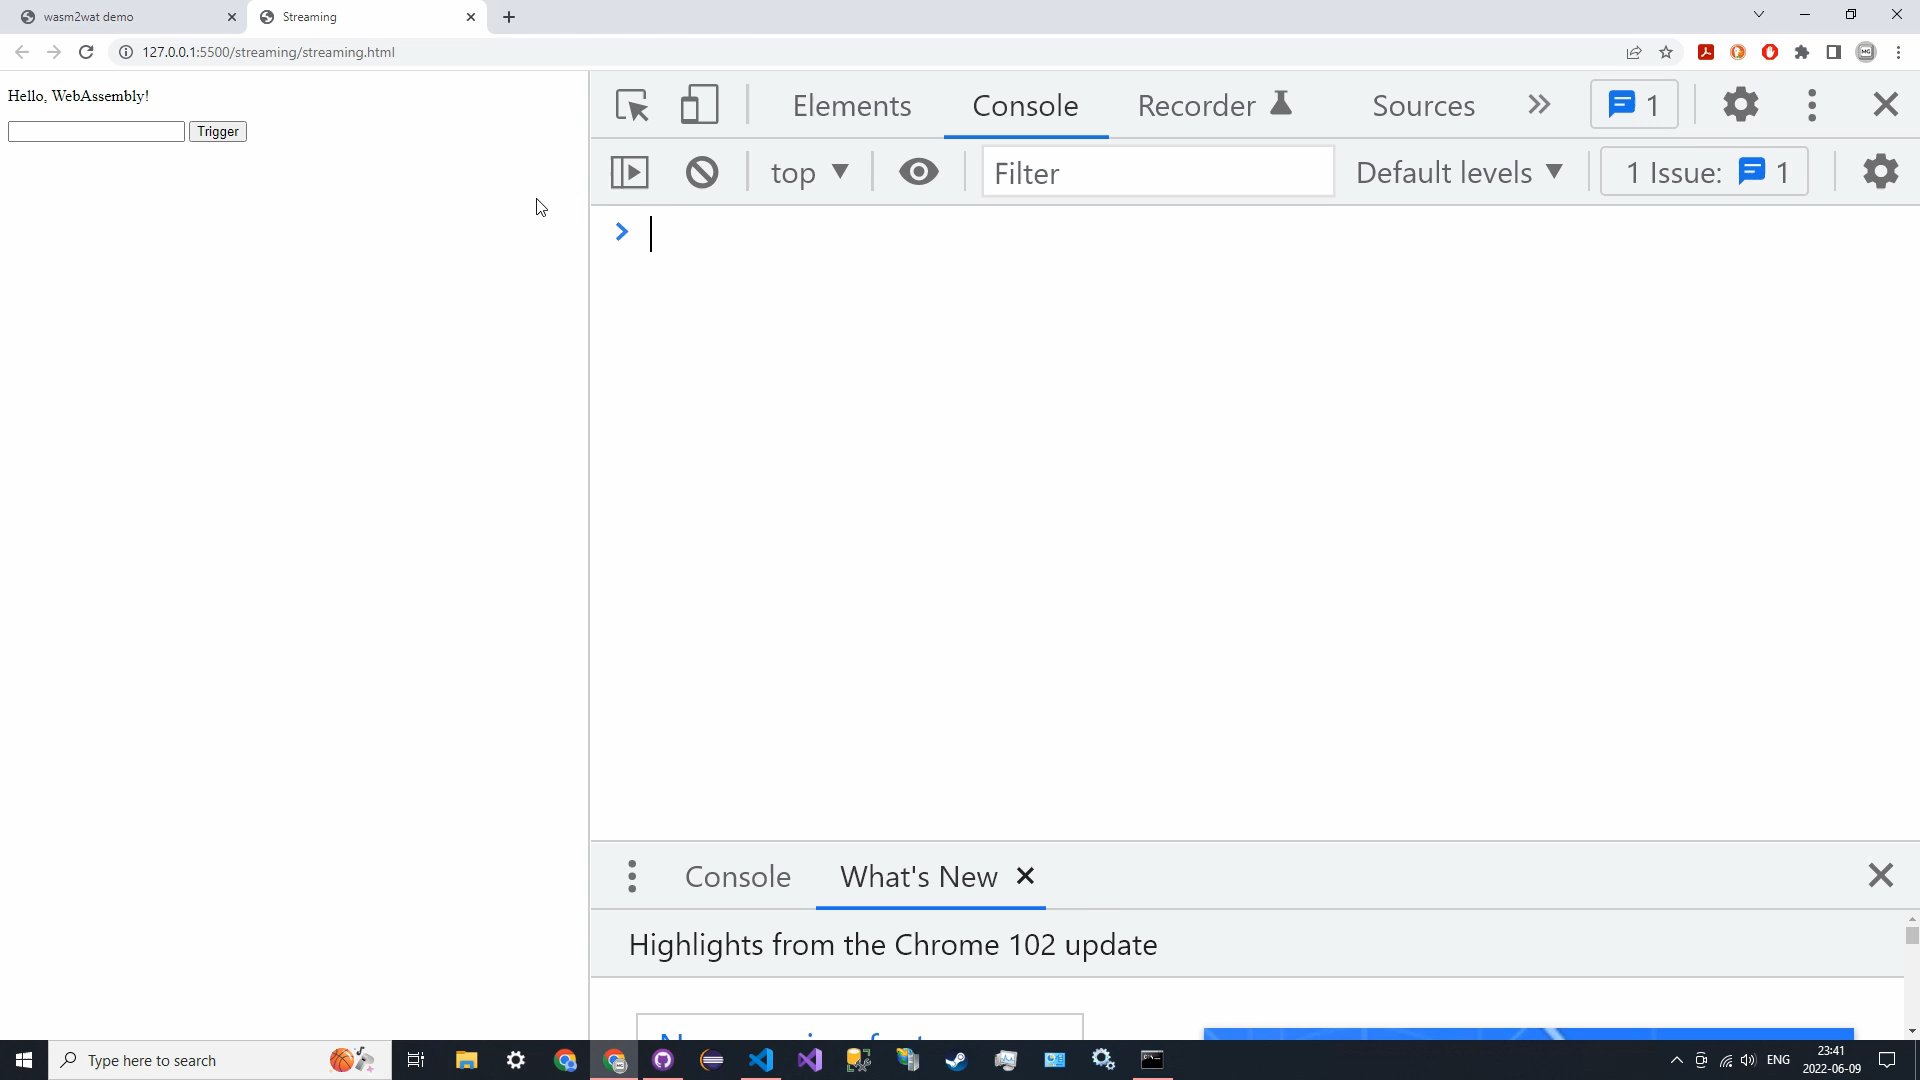 wasm2wat demo
Streaming
127.0.0.1:5500/streaming/streaming.html
Hello, WebAssembly!
Trigger
Elements
Console
Recorder
Sources
1
top
Filter
Default levels
1 Issue: 1
Console
What's New
Highlights from the Chrome 102 update
Type here to search
ENG
23:41
2022-06-09